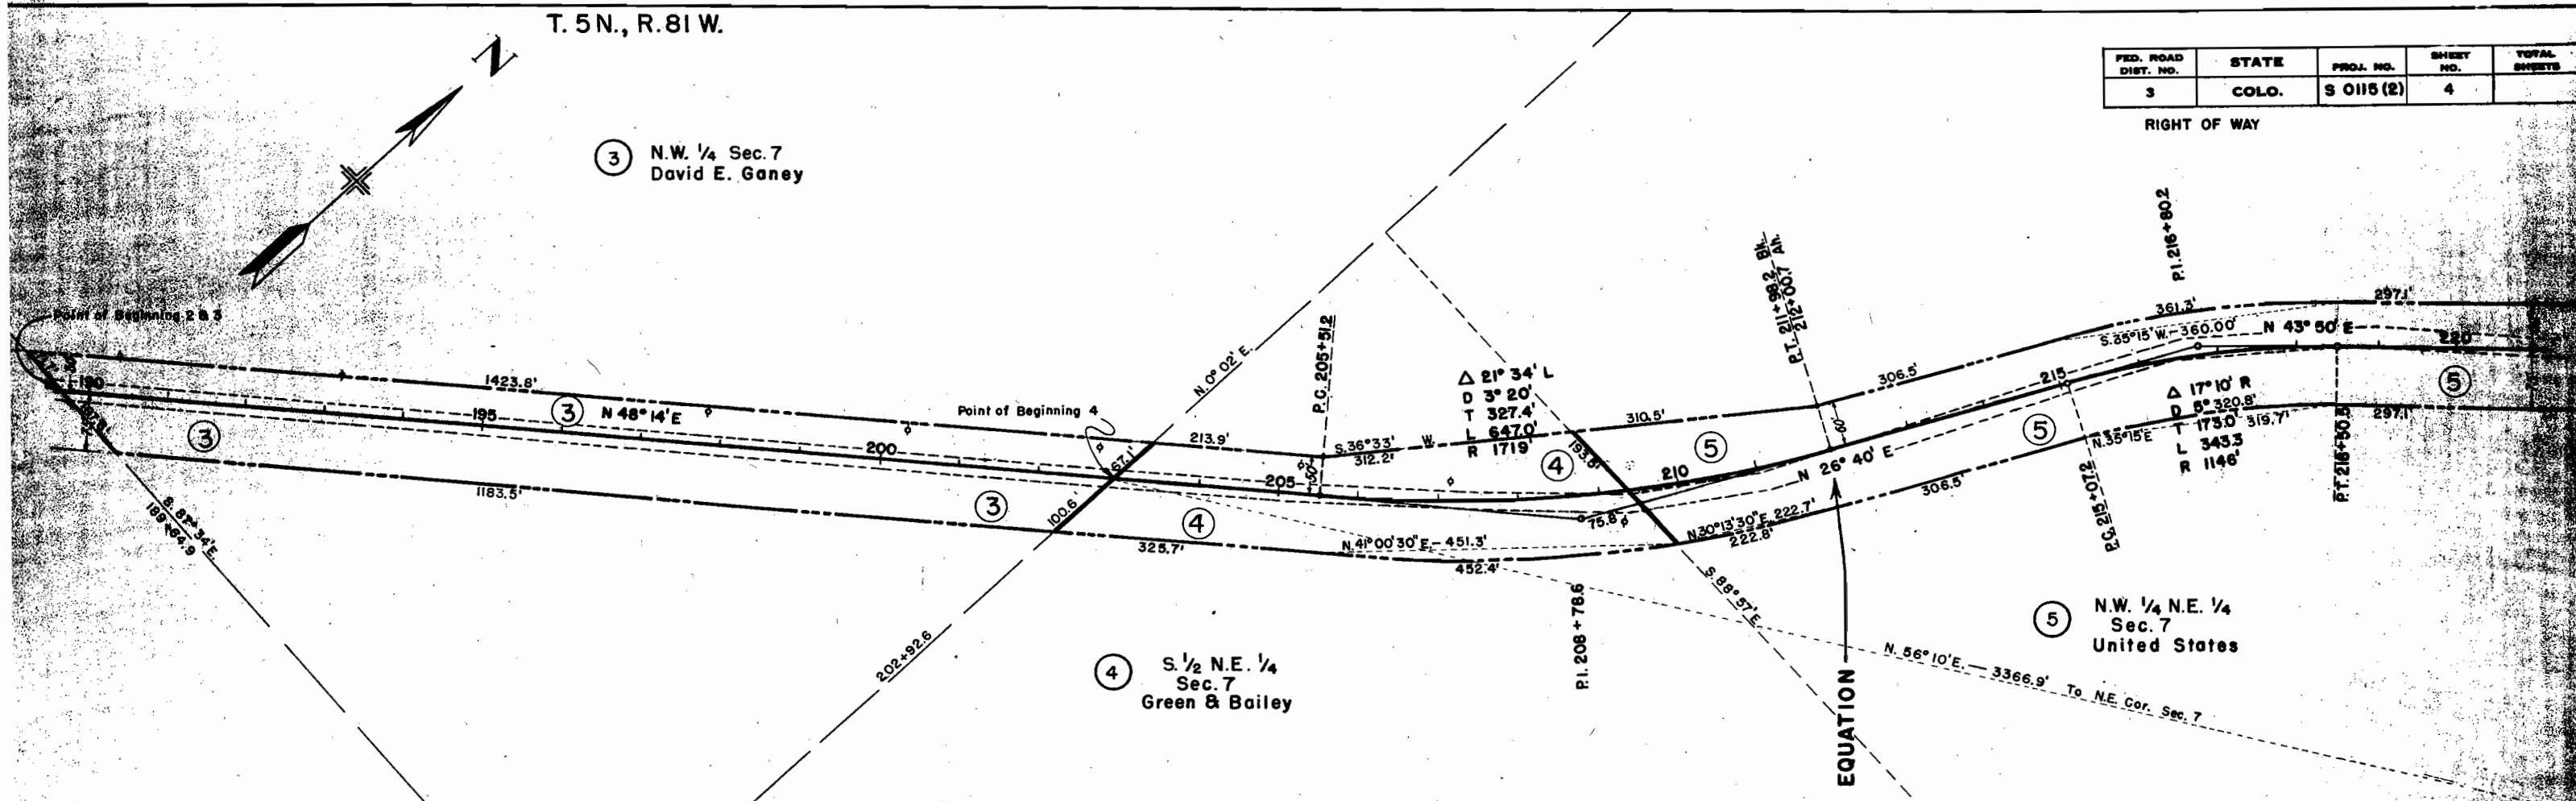 T. 5 N., R. 81 W.
N
FED. ROAD DIST. NO.
STATE
PROJ. NO.
SHEET NO.
TOTAL SHEETS
3
COLO.
S 0115 (2)
4
RIGHT OF WAY
3
N.W. 1/4 Sec. 7
David E. Ganey
Point of Beginning 2 & 3
190
1423.8'
195
3
N 48° 14' E
3
1183.5'
S. 87° 34' E.
189+64.9
200
3
Point of Beginning 4
N. 0° 02' E.
67.1'
100.6'
202+92.6
213.9'
P.C. 205+51.2
205
50'
4
325.7'
S. 36° 33' W.
312.2'
Δ 21° 34' L
D 3° 20'
T 327.4'
L 647.0'
R 1719'
4
193.5'
310.5'
5
210
75.8'
N. 41° 00' 30" E. - 451.3'
452.4'
P.I. 208+78.6
N. 30° 13' 30" E. 222.7'
222.8'
S. 88° 57' E.
P.T. 211+98.2 Bk.
212+00.7 Ah.
306.5'
100'
N 26° 40' E
306.5'
EQUATION
215
5
P.C. 215+07.2
P.I. 216+80.2
361.3'
S. 35° 15' W. - 360.00'
N 43° 50' E
297.1'
220
5
Δ 17° 10' R
D 5°
T 173.0'
L 343.3
R 1146'
320.8'
N. 35° 15' E
319.7'
P.T. 218+50.5
297.1'
4
S. 1/2 N.E. 1/4
Sec. 7
Green & Bailey
5
N.W. 1/4 N.E. 1/4
Sec. 7
United States
N. 56° 10' E. — 3366.9' To N.E. Cor. Sec. 7